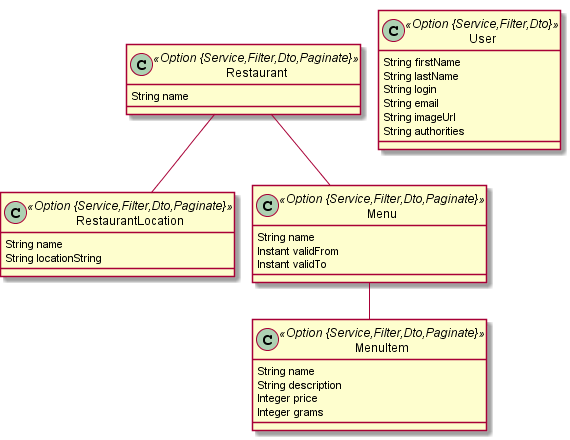 C «Option {Service,Filter,Dto,Paginate}»
Restaurant
String name
C «Option {Service,Filter,Dto}»
User
String firstName
String lastName
String login
String email
String imageUrl
String authorities
C «Option {Service,Filter,Dto,Paginate}»
RestaurantLocation
String name
String locationString
C «Option {Service,Filter,Dto,Paginate}»
Menu
String name
Instant validFrom
Instant validTo
C «Option {Service,Filter,Dto,Paginate}»
MenuItem
String name
String description
Integer price
Integer grams